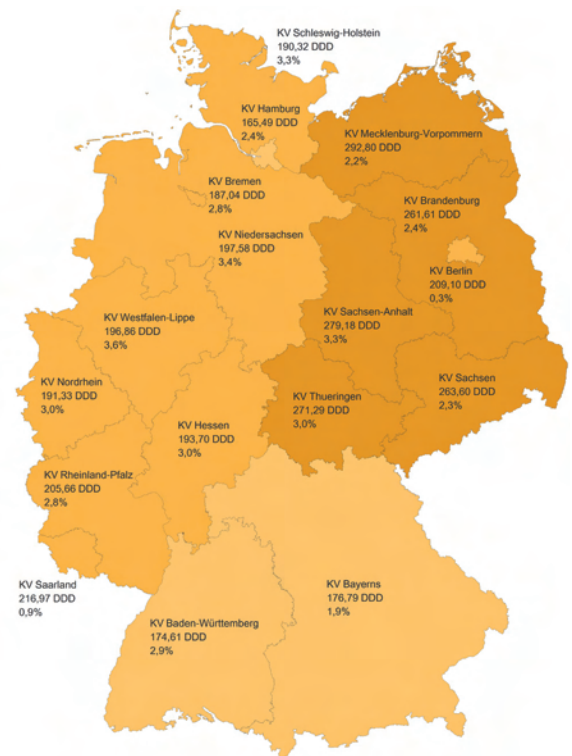 KV Schleswig-Holstein
190,32 DDD
3,3%
KV Hamburg
165,49 DDD
2,4%
KV Mecklenburg-Vorpommern
292,80 DDD
2,2%
KV Bremen
187,04 DDD
2,8%
KV Brandenburg
261,61 DDD
2,4%
KV Niedersachsen
197,58 DDD
3,4%
KV Berlin
209,10 DDD
0,3%
KV Westfalen-Lippe
196,86 DDD
3,6%
KV Sachsen-Anhalt
279,18 DDD
3,3%
KV Nordrhein
191,33 DDD
3,0%
KV Sachsen
263,60 DDD
2,3%
KV Thueringen
271,29 DDD
3,0%
KV Hessen
193,70 DDD
3,0%
KV Rheinland-Pfalz
205,66 DDD
2,8%
KV Saarland
216,97 DDD
0,9%
KV Bayerns
176,79 DDD
1,9%
KV Baden-Württemberg
174,61 DDD
2,9%